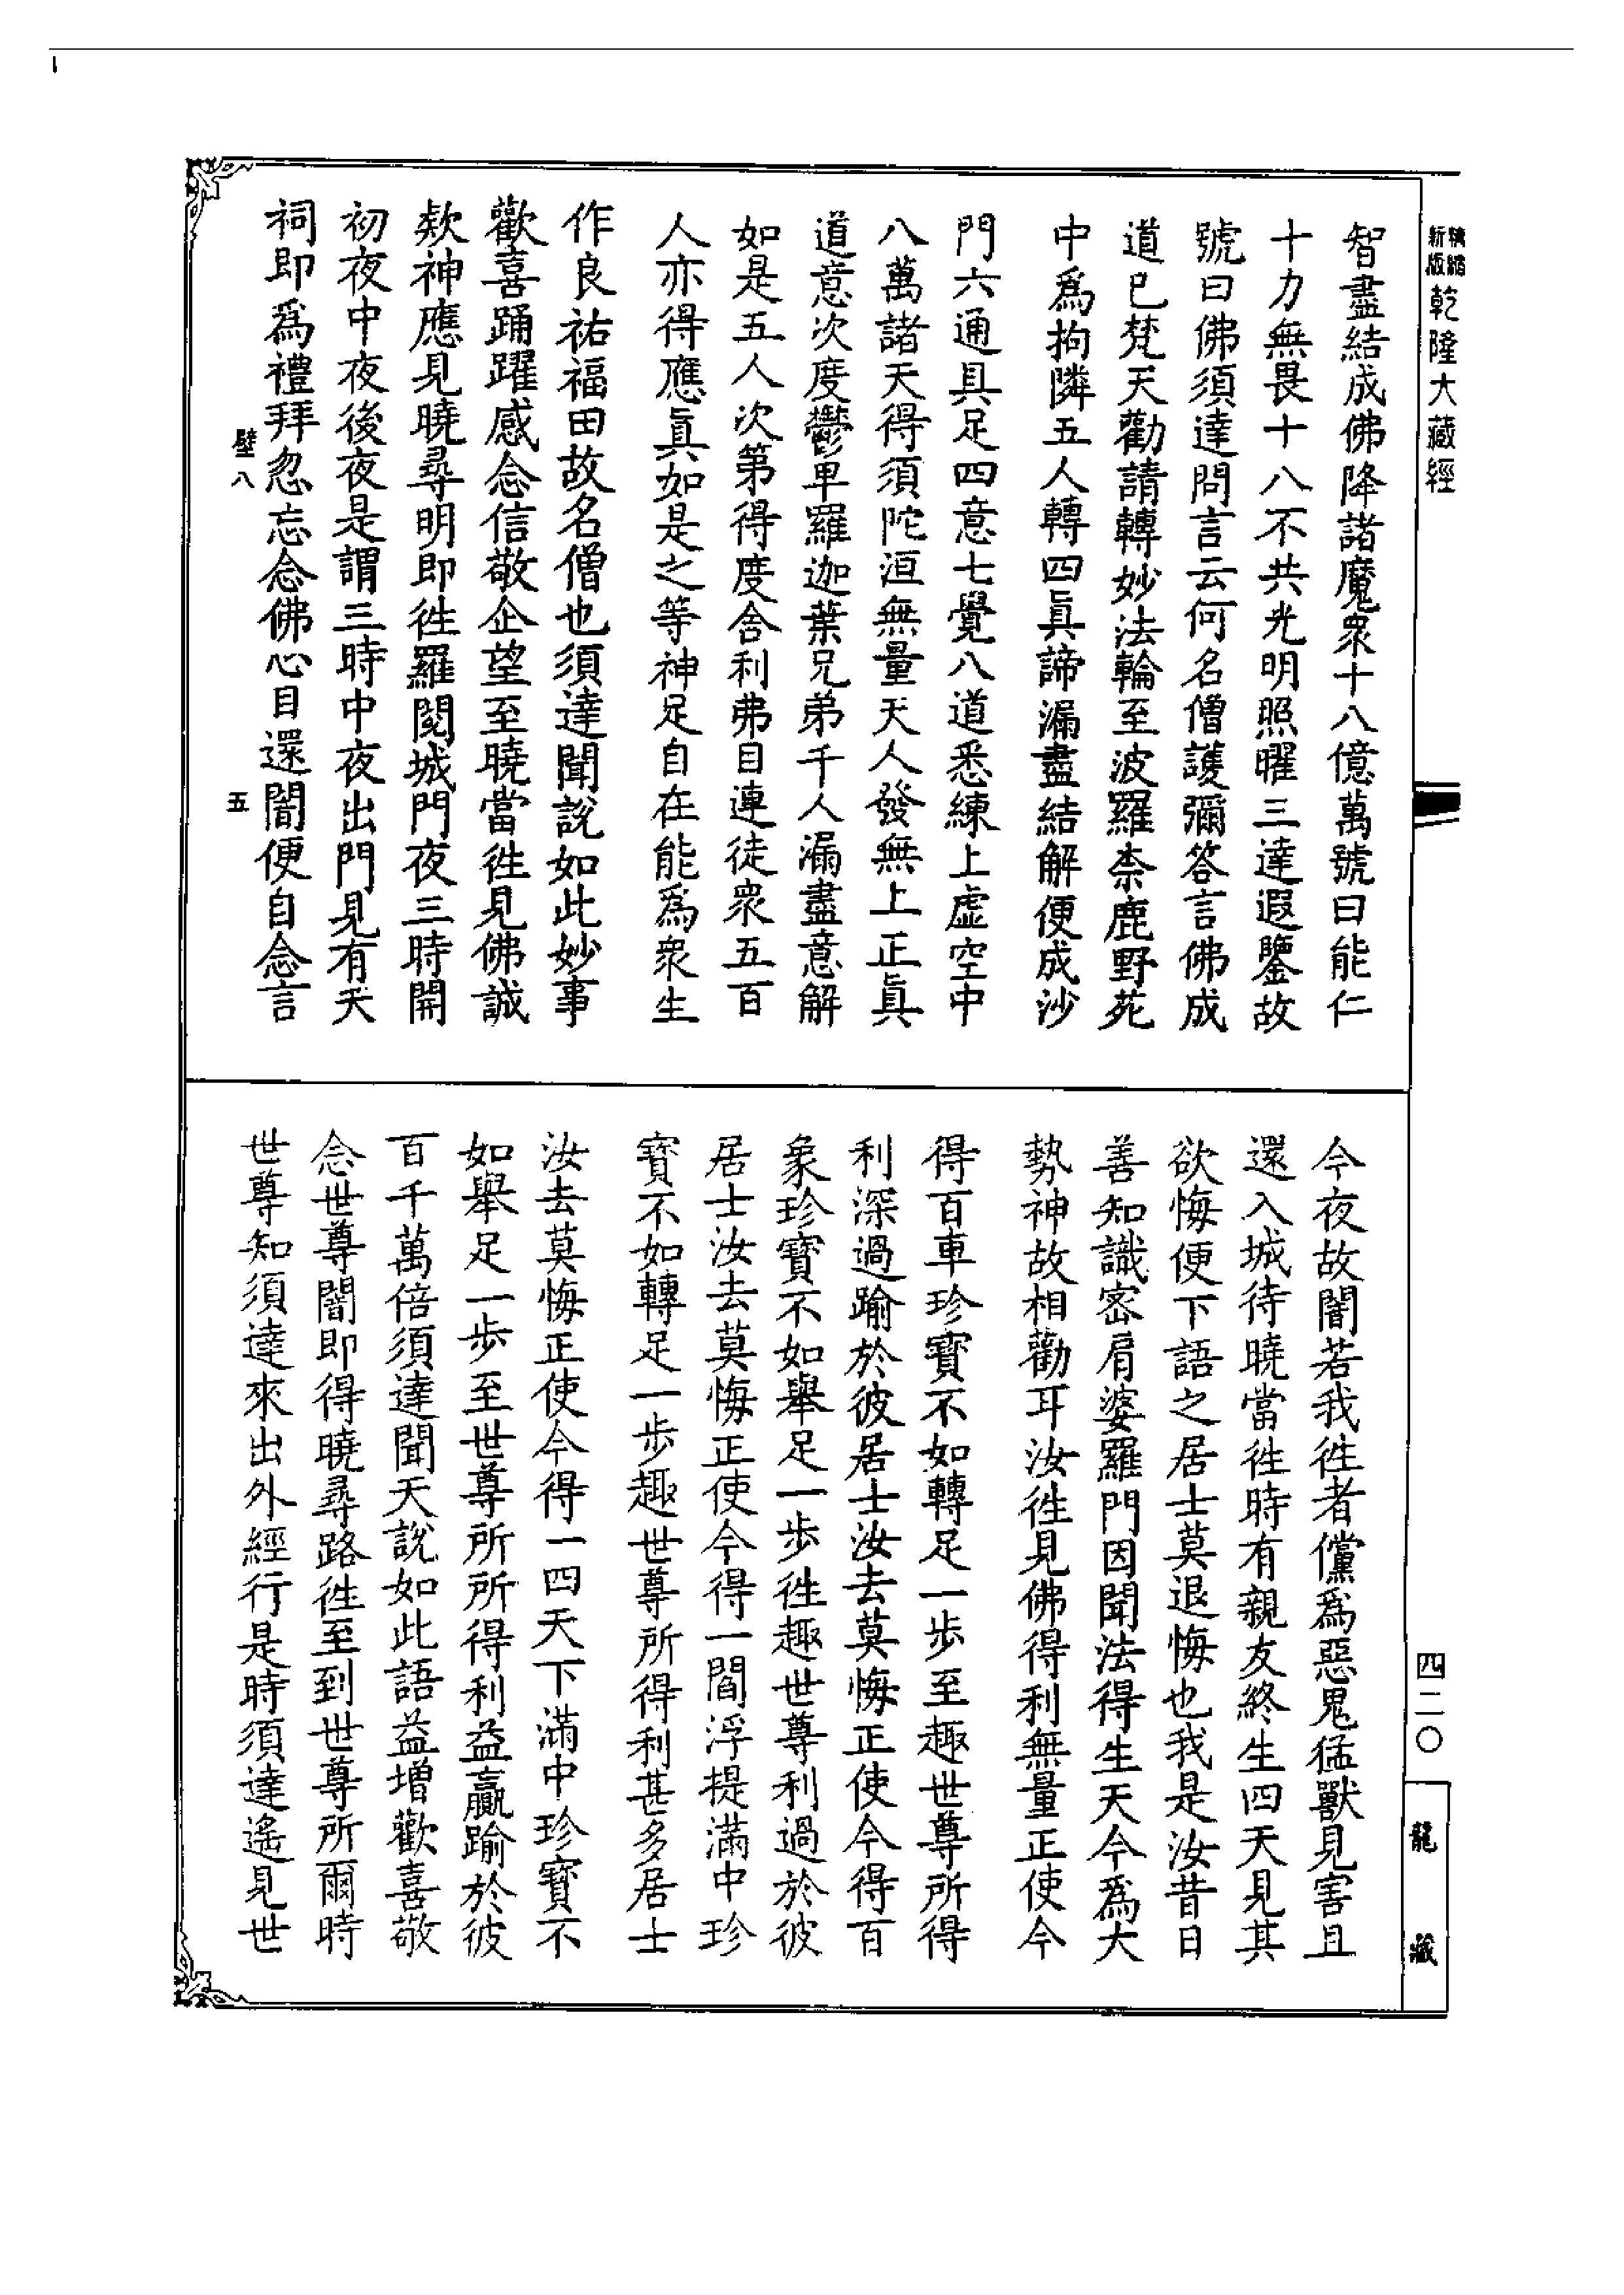 精縮
新版
乾隆大藏經
智盡結成佛降諸魔衆十八億萬號曰能仁
十力無畏十八不共光明照曜三達遐鑒故
號曰佛須達問言云何名僧護彌答言佛成
道已梵天勸請轉妙法輪至波羅柰鹿野苑
中爲拘隣五人轉四眞諦漏盡結解便成沙
門六通具足四意七覺八道悉練上虛空中
八萬諸天得須陀洹無量天人發無上正眞
道意次度鬱卑羅迦葉兄弟千人漏盡意解
如是五人次第得度舍利弗目連徒衆五百
人亦得應眞如是之等神足自在能爲衆生
作良祐福田故名僧也須達聞說如此妙事
歡喜踊躍感念信敬企望至曉當徃見佛誠
欵神應見曉尋明即徃羅閱城門夜三時開
初夜中夜後夜是謂三時中夜出門見有天
祠即爲禮拜忽忘念佛心目還闇便自念言
壁八
五
今夜故闇若我徃者儻爲惡鬼猛獸見害且
還入城待曉當徃時有親友終生四天見其
欲悔便下語之居士莫退悔也我是汝昔日
善知識密肩婆羅門因聞法得生天今爲大
勢神故相勸耳汝徃見佛得利無量正使今
得百車珍寶不如轉足一步至趣世尊所得
利深過踰於彼居士汝去莫悔正使今得百
象珍寶不如舉足一步徃趣世尊利過於彼
居士汝去莫悔正使今得一閻浮提滿中珍
寶不如轉足一步趣世尊所得利甚多居士
汝去莫悔正使今得一四天下滿中珍寶不
如舉足一步至世尊所所得利益贏踰於彼
百千萬倍須達聞天說如此語益增歡喜敬
念世尊闇即得曉尋路徃至到世尊所爾時
世尊知須達來出外經行是時須達遙見世
四二〇
龍藏